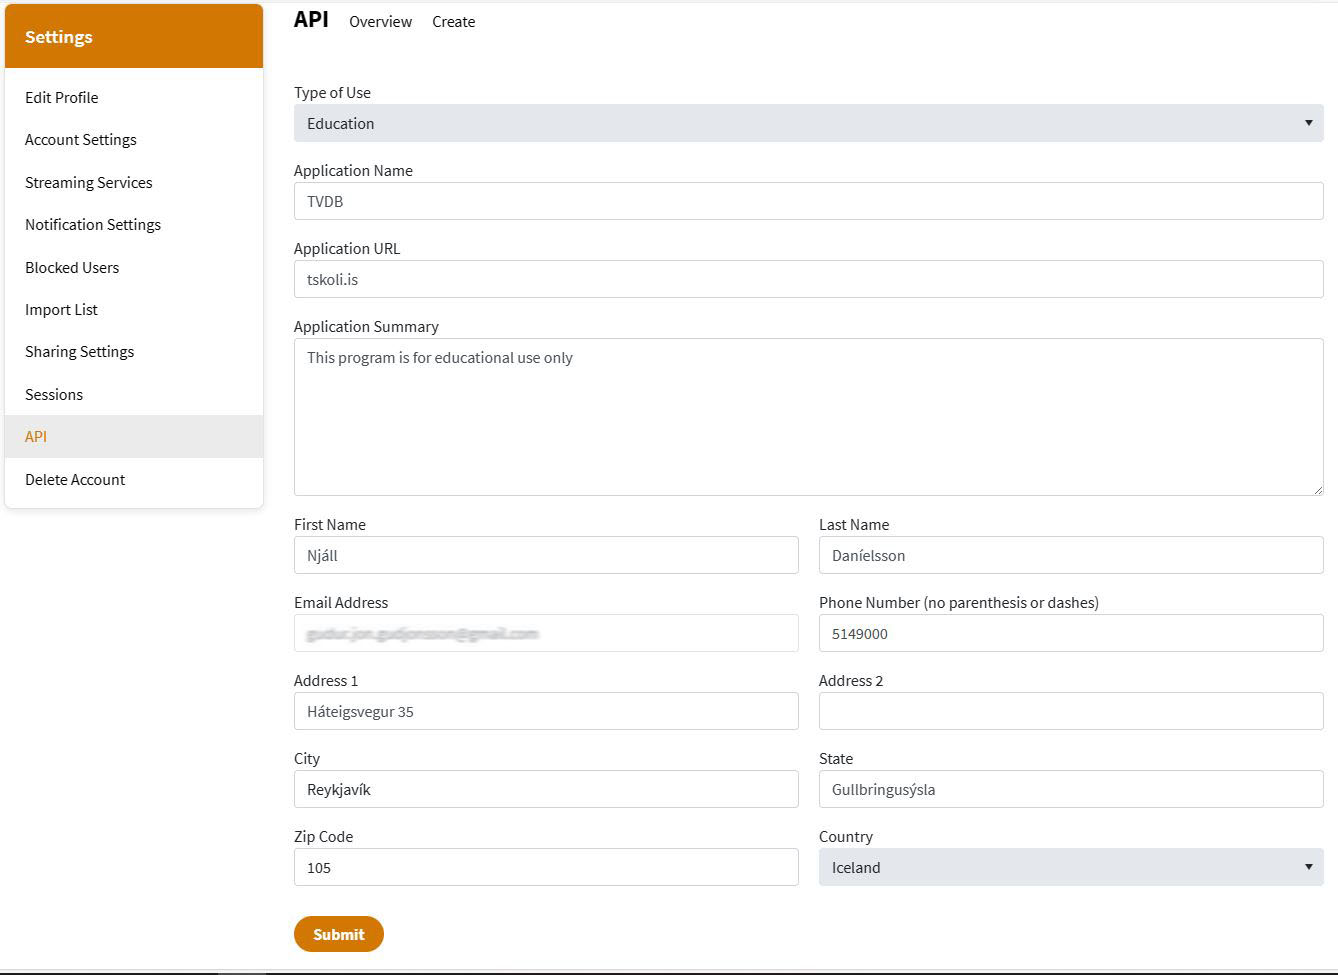 Settings
Edit Profile
Account Settings
Streaming Services
Notification Settings
Blocked Users
Import List
Sharing Settings
Sessions
API
Delete Account
API Overview Create
Type of Use
Education
Application Name
TVDB
Application URL
tskoli.is
Application Summary
This program is for educational use only
First Name
Njáll
Last Name
Daníelsson
Email Address
Phone Number (no parenthesis or dashes)
5149000
Address 1
Háteigsvegur 35
Address 2
City
Reykjavík
State
Gullbringusýsla
Zip Code
105
Country
Iceland
Submit